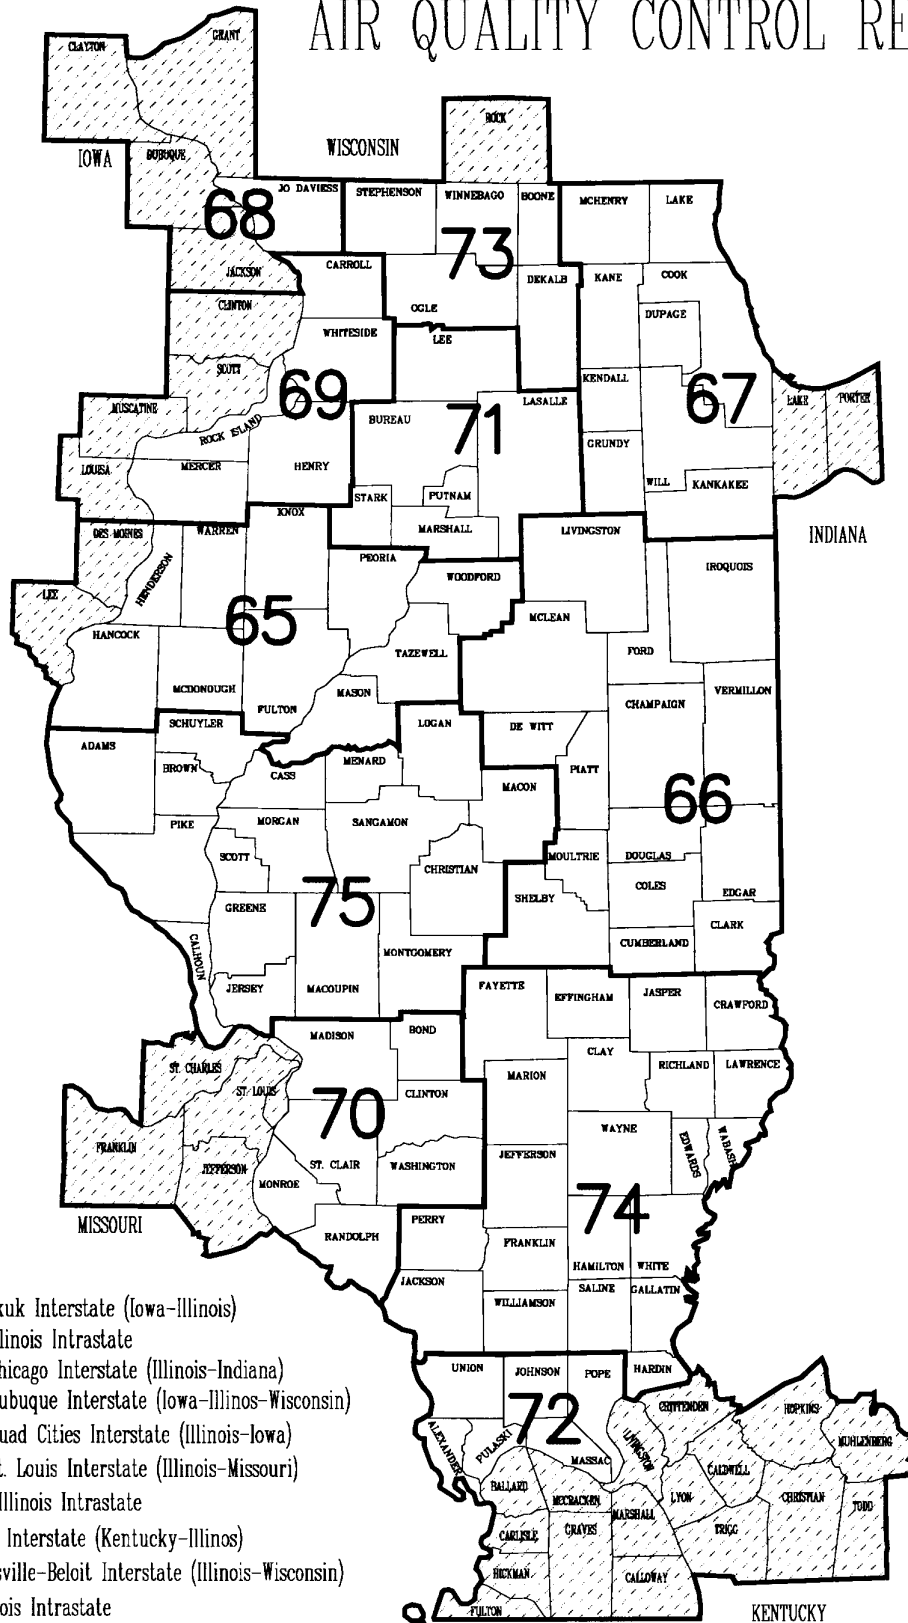 AIR QUALITY CONTROL RE
CLAYTON
GRANT
ROCK
IOWA
DUBUQUE
WISCONSIN
68
JO DAVIESS
STEPHENSON
WINNEBAGO
BOONE
MCHENRY
LAKE
73
JACKSON
CARROLL
DEKALB
KANE
COOK
CLINTON
OGLE
DUPAGE
WHITESIDE
LEE
SCOTT
69
KENDALL
67
LAKE
PORTER
MUSCATINE
ROCK ISLAND
BUREAU
71
LASALLE
GRUNDY
LOUISA
MERCER
HENRY
STARK
PUTNAM
WILL
KANKAKEE
DES MOINES
WARREN
KNOX
MARSHALL
LIVINGSTON
INDIANA
HENDERSON
PEORIA
WOODFORD
IROQUOIS
LEE
65
MCLEAN
HANCOCK
TAZEWELL
FORD
MCDONOUGH
MASON
VERMILLON
FULTON
CHAMPAIGN
SCHUYLER
LOGAN
DE WITT
ADAMS
BROWN
CASS
MENARD
PIATT
MACON
66
PIKE
MORGAN
SANGAMON
SCOTT
CHRISTIAN
MOULTRIE
DOUGLAS
75
SHELBY
COLES
EDGAR
GREENE
CLARK
CALHOUN
MONTGOMERY
CUMBERLAND
JERSEY
MACOUPIN
FAYETTE
EFFINGHAM
JASPER
CRAWFORD
MADISON
BOND
CLAY
ST. CHARLES
ST. LOUIS
MARION
RICHLAND
LAWRENCE
70
CLINTON
FRANKLIN
WAYNE
EDWARDS
WABASH
JEFFERSON
ST. CLAIR
WASHINGTON
JEFFERSON
MONROE
74
MISSOURI
RANDOLPH
PERRY
FRANKLIN
HAMILTON
WHITE
JACKSON
SALINE
GALLATIN
WILLIAMSON
UNION
JOHNSON
POPE
HARDIN
72
ALEXANDER
PULASKI
MASSAC
LIVINGSTON
CRITTENDEN
HOPKINS
MUHLENBERG
BALLARD
MCCRACKEN
CALDWELL
LYON
CHRISTIAN
TODD
CARLISLE
GRAVES
MARSHALL
TRIGG
HICKMAN
CALLOWAY
FULTON
KENTUCKY
kuk Interstate (Iowa-Illinois)
linois Intrastate
hicago Interstate (Illinois-Indiana)
ubuque Interstate (Iowa-Illinos-Wisconsin)
uad Cities Interstate (Illinois-Iowa)
t. Louis Interstate (Illinois-Missouri)
Illinois Intrastate
Interstate (Kentucky-Illinos)
sville-Beloit Interstate (Illinois-Wisconsin)
ois Intrastate